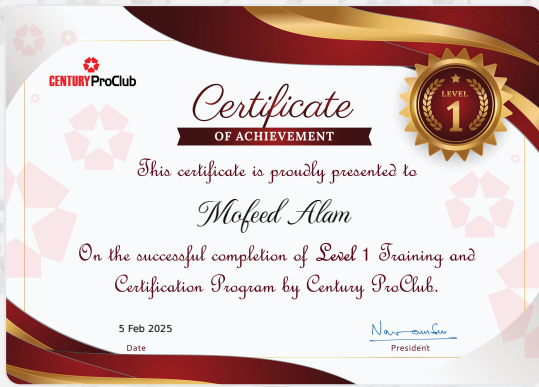 CENTURY ProClub
Certificate
OF ACHIEVEMENT
LEVEL
1
This certificate is proudly presented to
Mofeed Alam
On the successful completion of Level 1 Training and
Certification Program by Century ProClub.
5 Feb 2025
Date
President